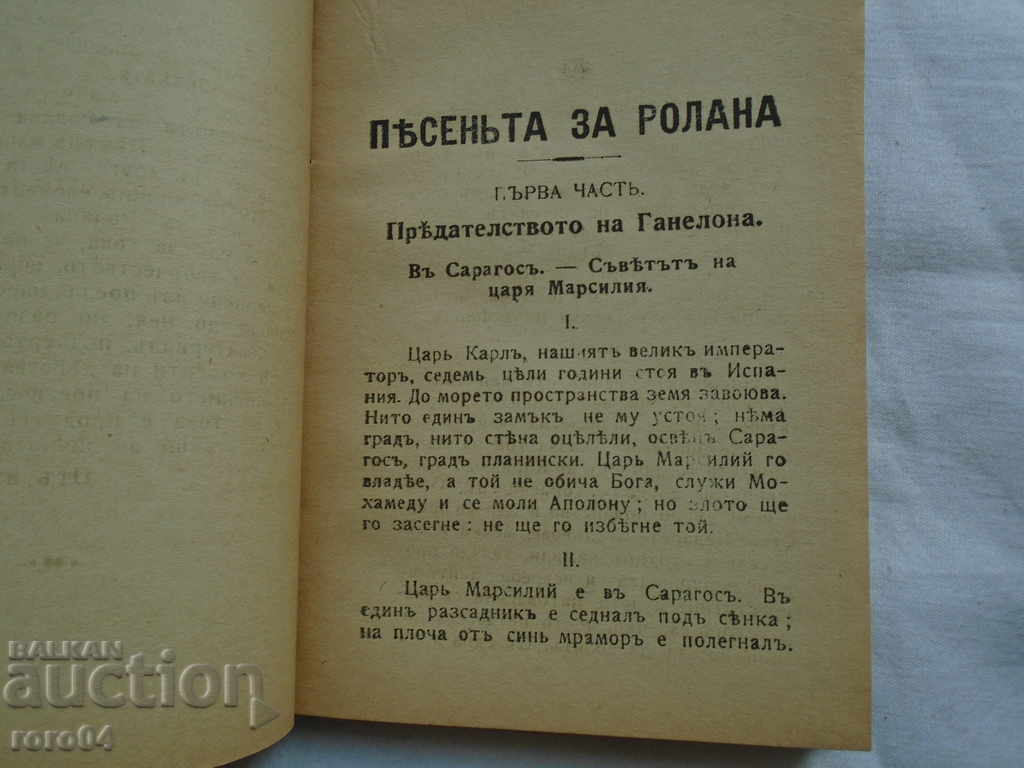 ПѢСЕНЬТА ЗА РОЛАНА
ПЪРВА ЧАСТЬ.
Прѣдателството на Ганелона.
Въ Сарагосъ. — Съвѣтътъ на
царя Марсилия.
I.
Царь Карлъ, нашиятъ великъ импера-
торъ, седемь цѣли години стоя въ Испа-
ния. До морето пространства земя завоюва.
Нито единъ замъкъ не му устоя; нѣма
градъ, нито стѣна оцѣлѣли, освѣнъ Сара-
госъ, градъ планински. Царь Марсилий го
владѣе, а той не обича Бога, служи Мо-
хамеду и се моли Аполону; но злото ще
го засегне: не ще го избѣгне той.
II.
Царь Марсилий е въ Сарагосъ. Въ
единъ разсадникъ е седналъ подъ сѣнка;
на плоча отъ синь мраморъ е полегналъ.
BALKAN
auction
roro04